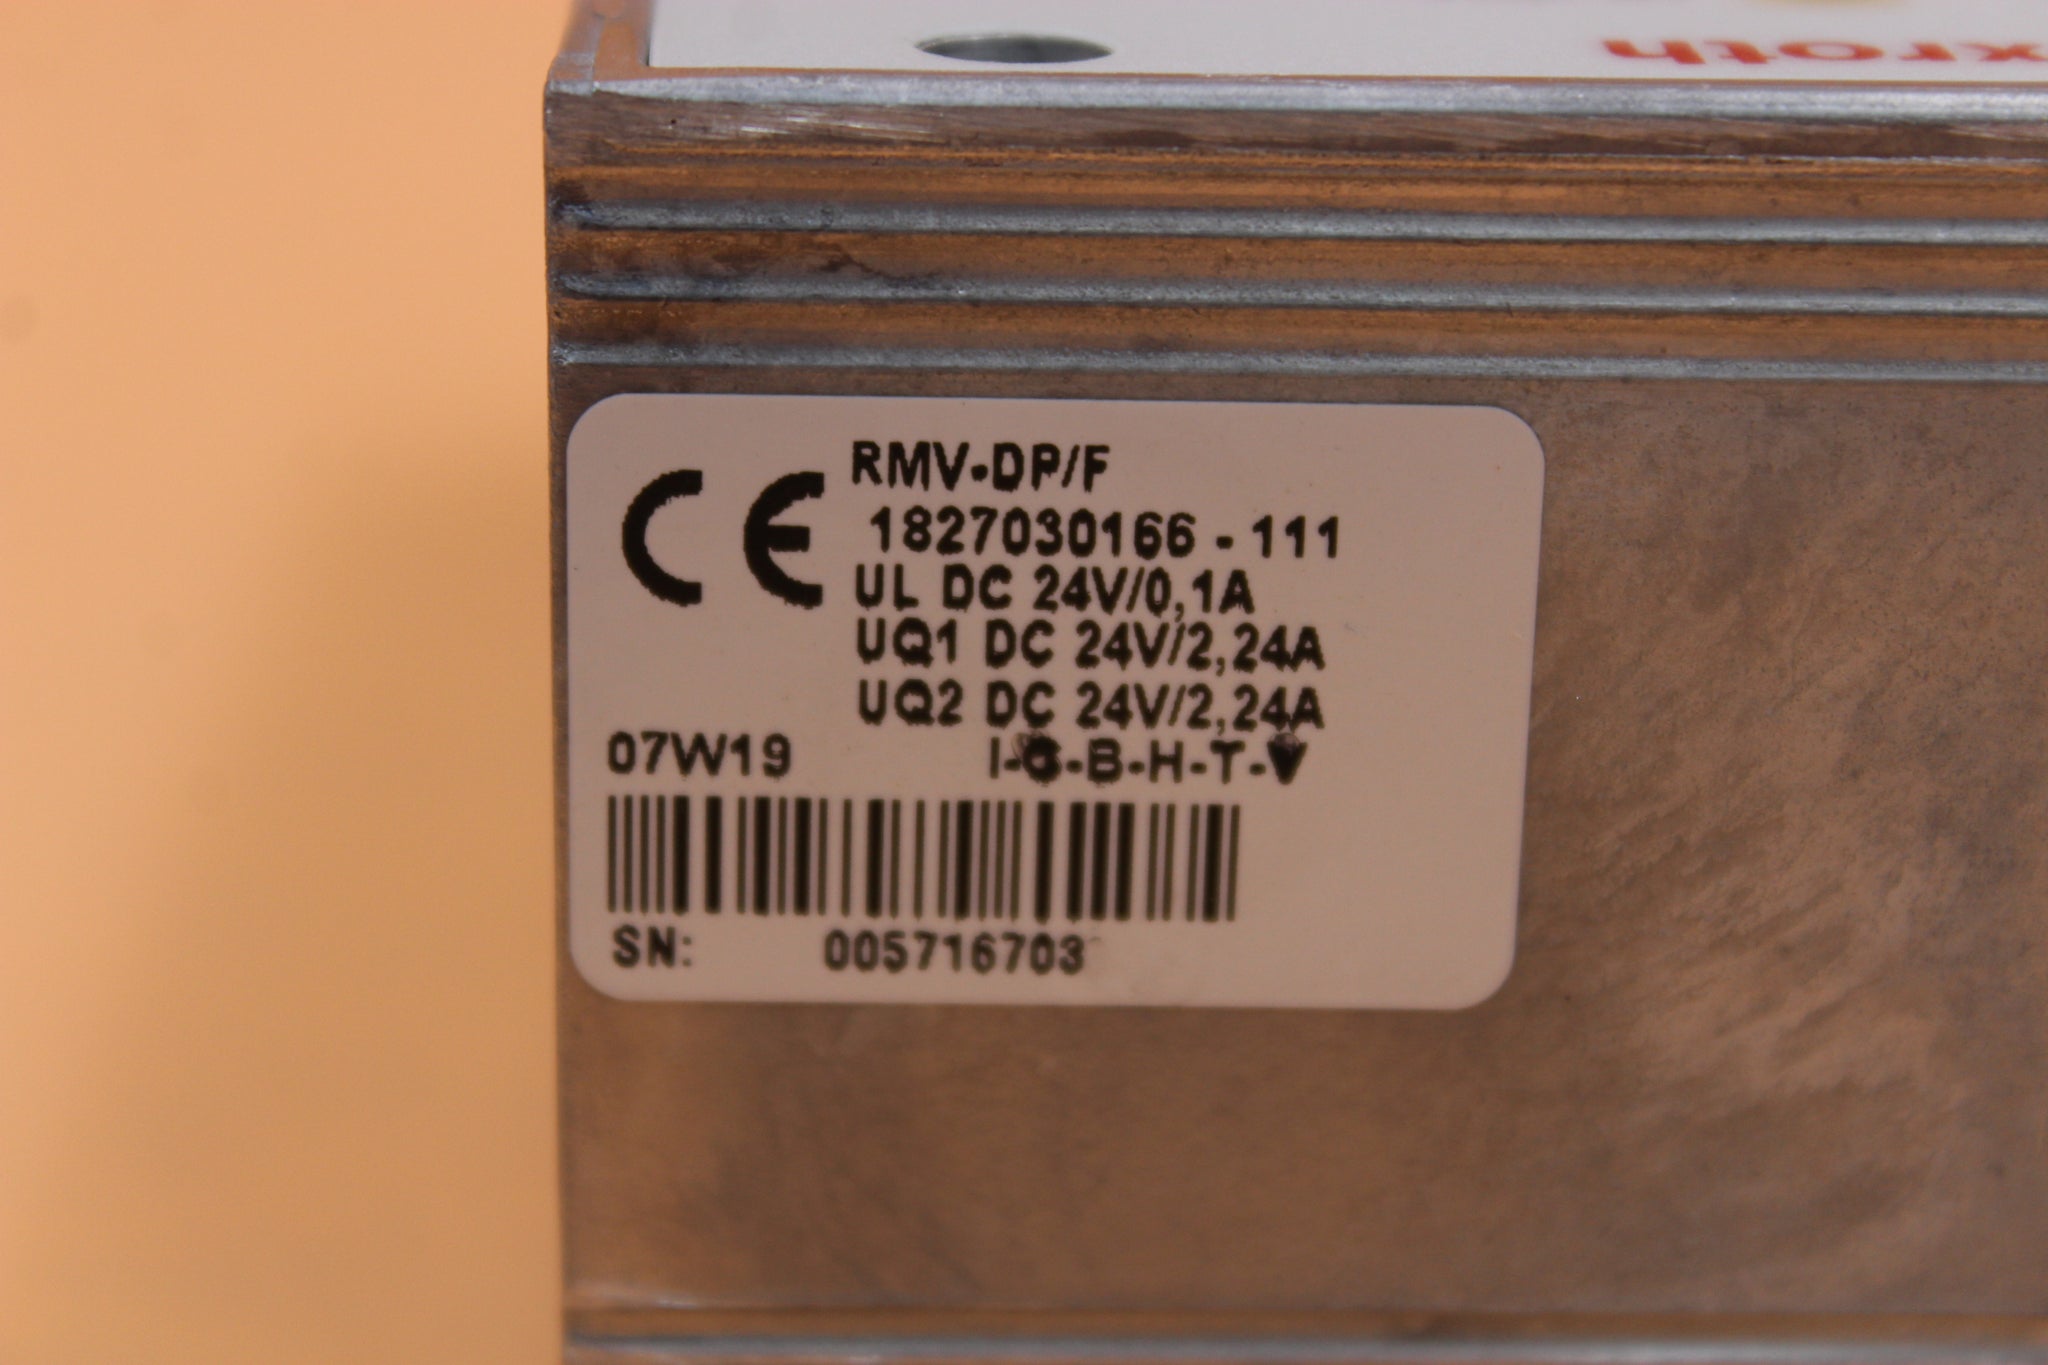 xroth
CE
RMV-DP/F
1827030166 - 111
UL DC 24V/0,1A
UQ1 DC 24V/2,24A
UQ2 DC 24V/2,24A
07W19
I-G-B-H-T-V
SN: 005716703